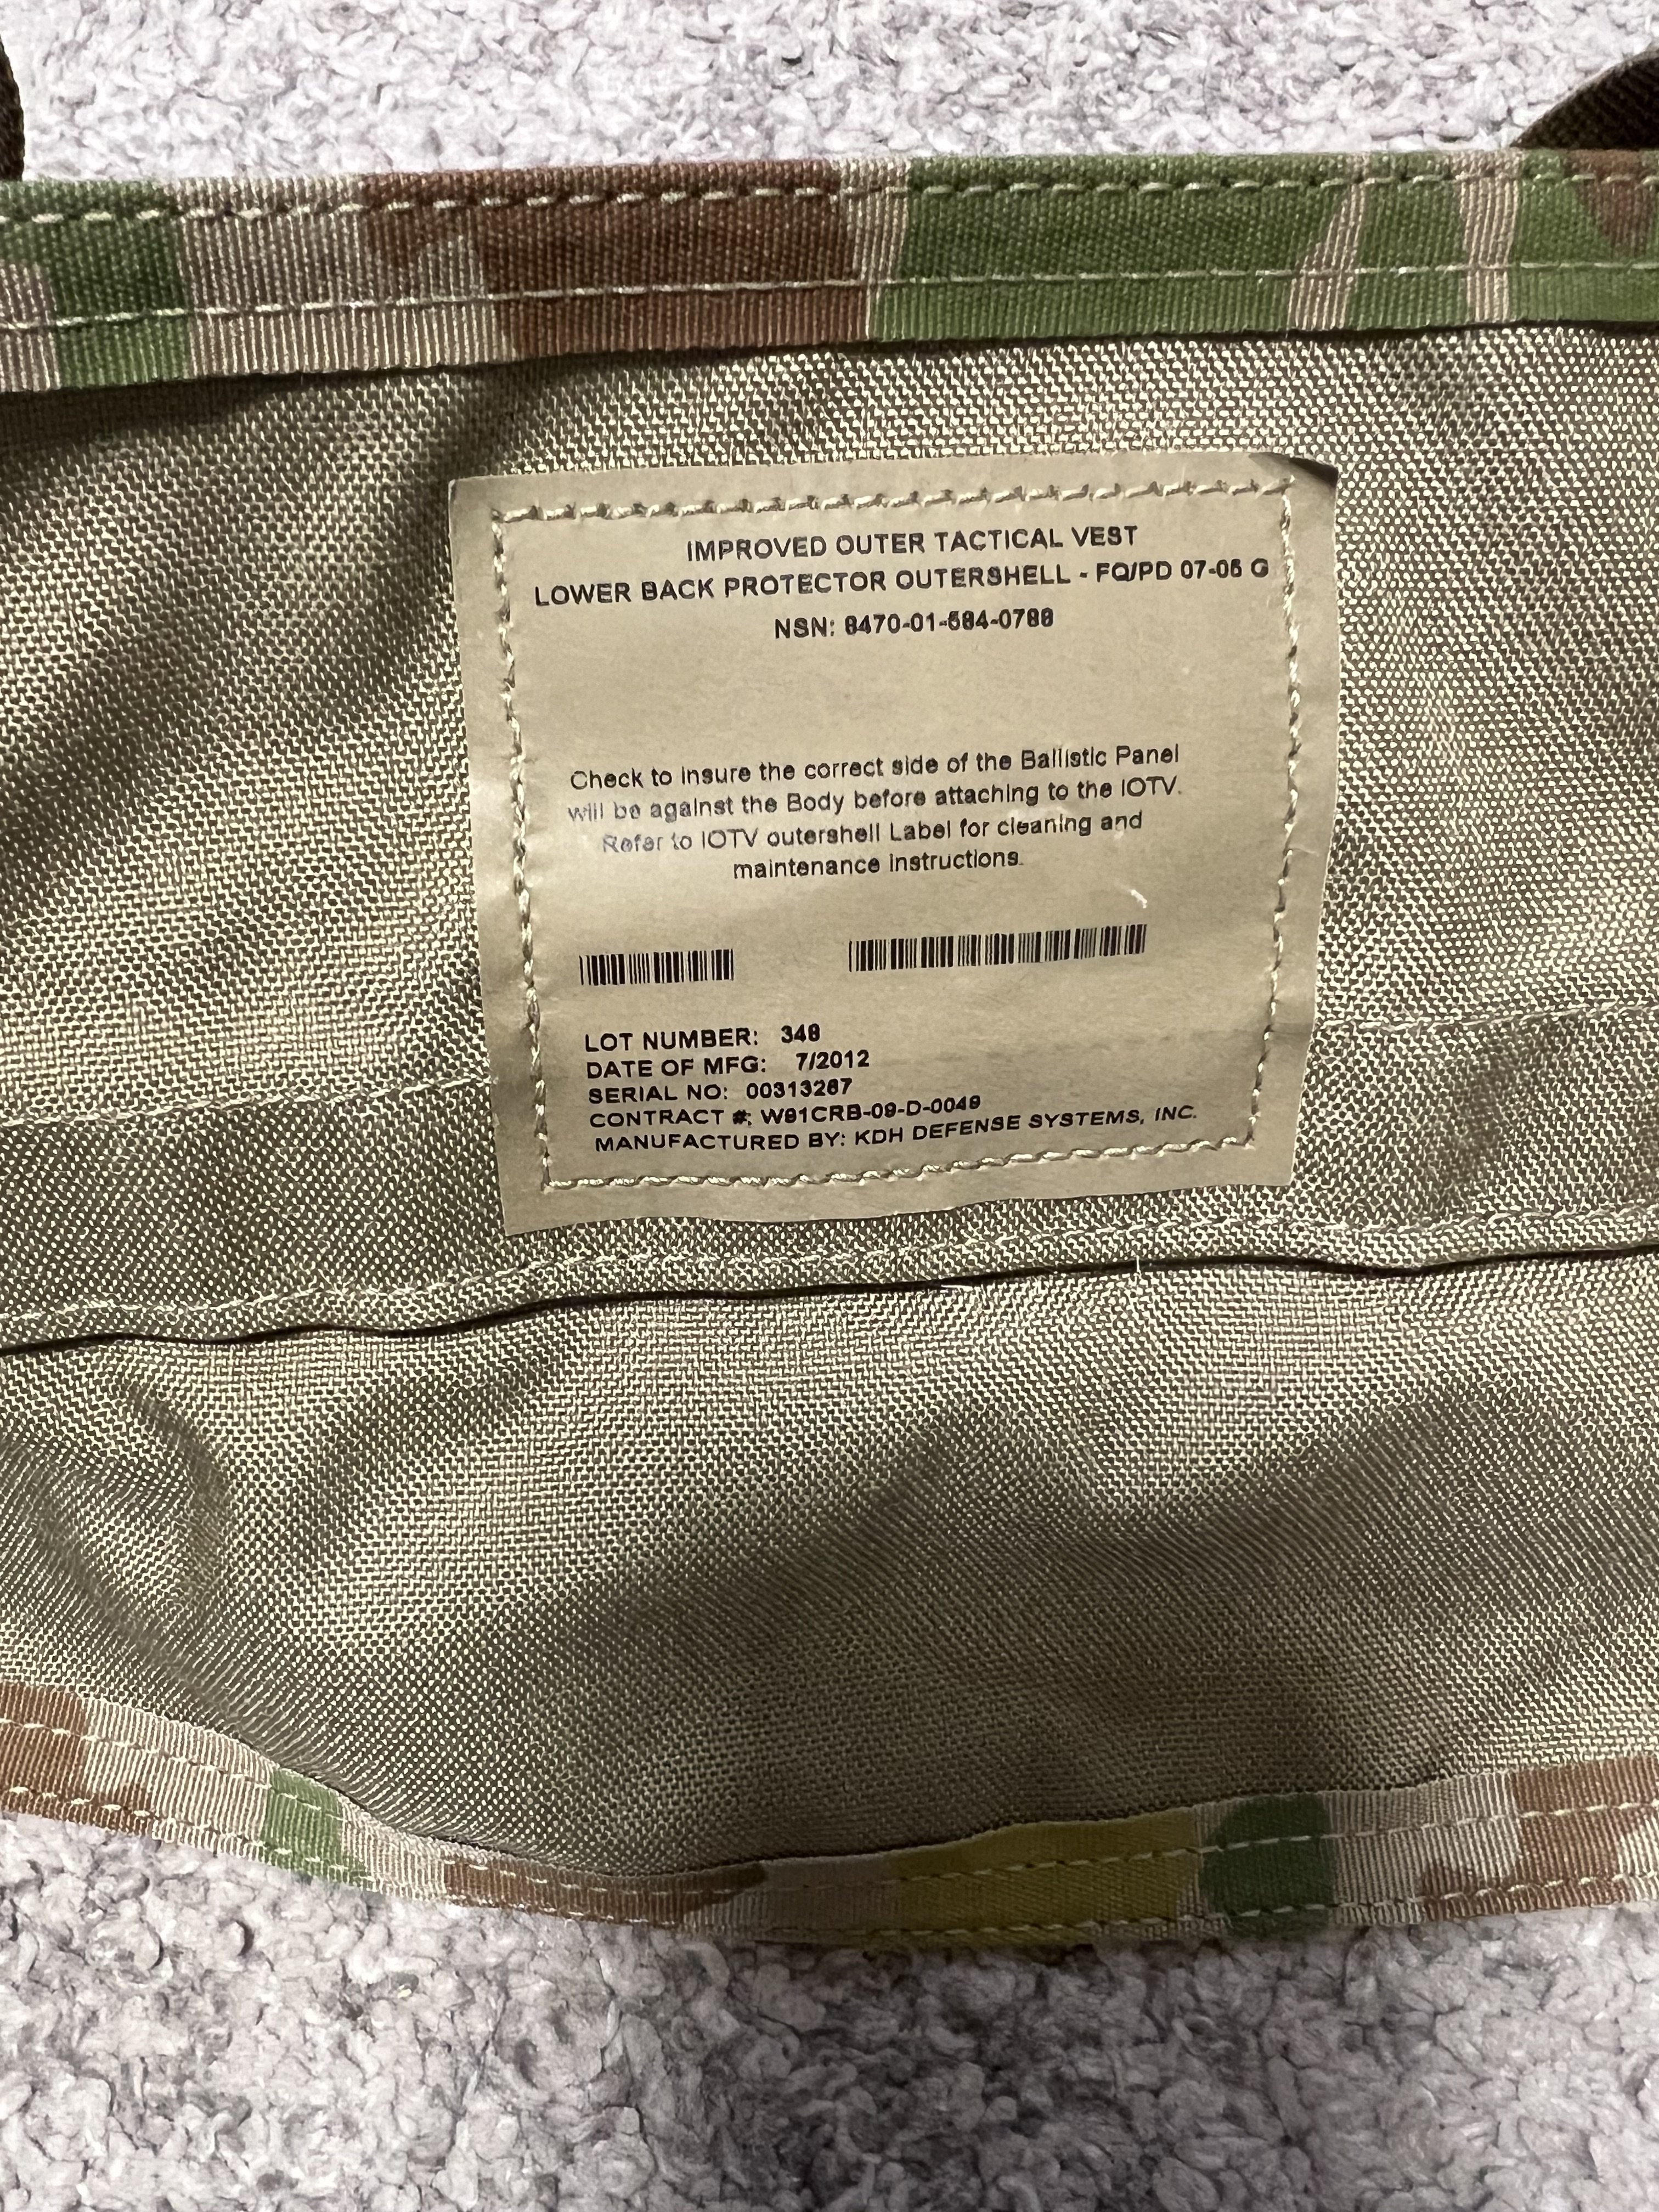 IMPROVED OUTER TACTICAL VEST
LOWER BACK PROTECTOR OUTERSHELL - FQ/PD 07-05 G
NSN: 8470-01-584-0788
Check to insure the correct side of the Ballistic Panel
will be against the Body before attaching to the IOTV.
Refer to IOTV outershell Label for cleaning and
maintenance instructions.
LOT NUMBER: 348
DATE OF MFG: 7/2012
SERIAL NO: 00313267
CONTRACT #: W91CRB-09-D-0049
MANUFACTURED BY: KDH DEFENSE SYSTEMS, INC.